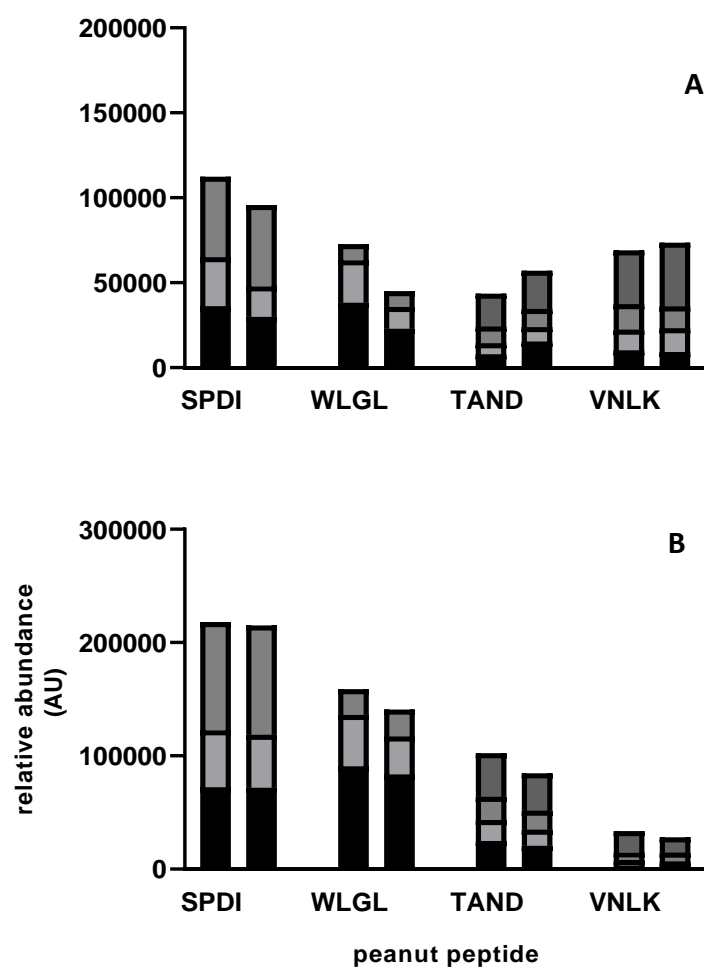 200000
A
150000
100000
50000
0
SPDI WLGL TAND VNLK
300000
B
200000
100000
0
SPDI WLGL TAND VNLK
relative abundance
(AU)
peanut peptide